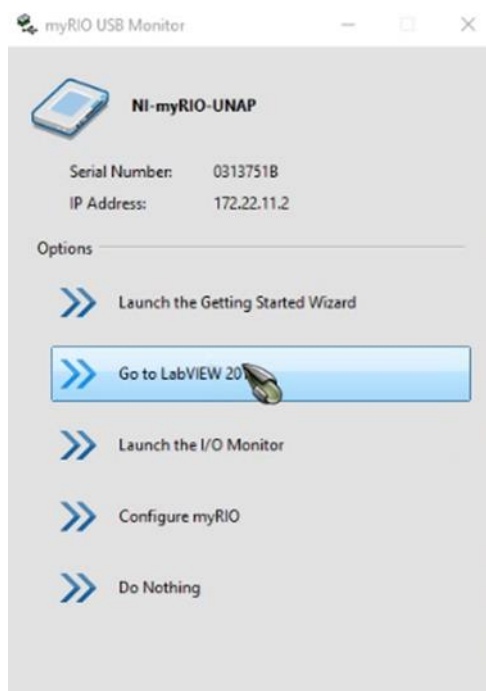 myRIO USB Monitor
NI-myRIO-UNAP
Serial Number: 0313751B
IP Address: 172.22.11.2
Options
Launch the Getting Started Wizard
Go to LabVIEW
Launch the I/O Monitor
Configure myRIO
Do Nothing